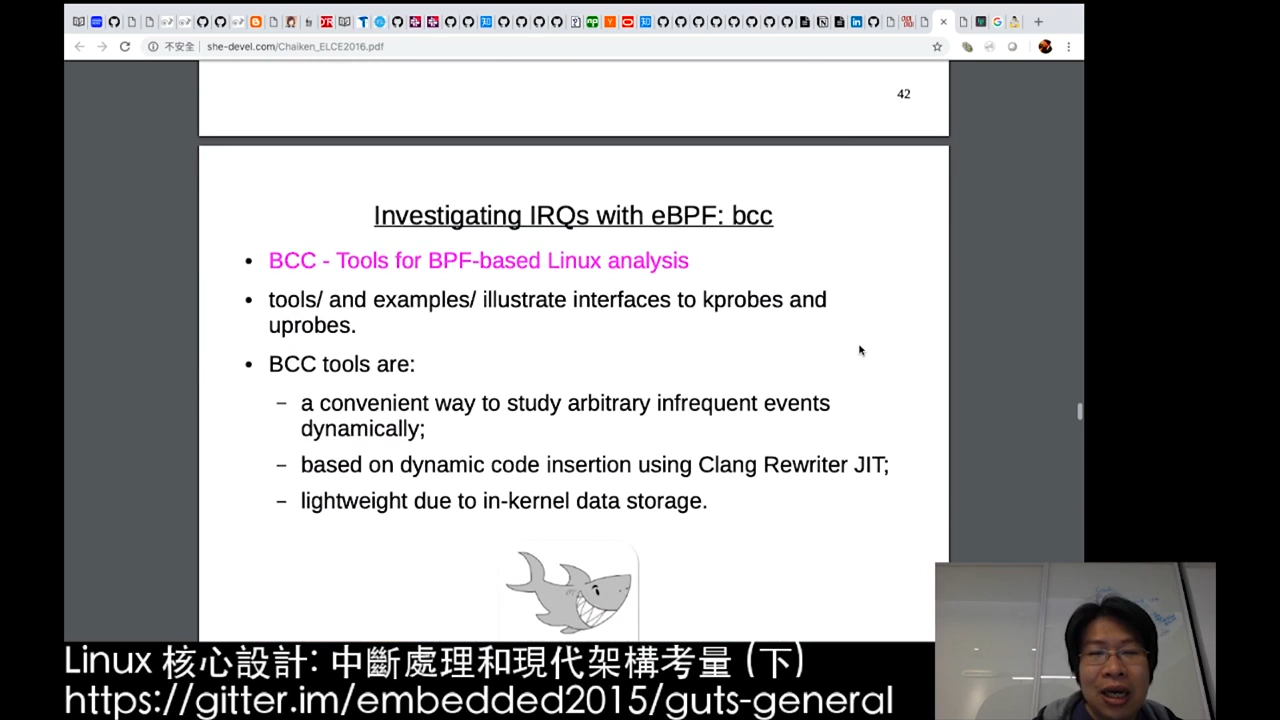 不安全 she-devel.com/Chaiken_ELCE2016.pdf
42
Investigating IRQs with eBPF: bcc
• BCC - Tools for BPF-based Linux analysis
• tools/ and examples/ illustrate interfaces to kprobes and
uprobes.
• BCC tools are:
– a convenient way to study arbitrary infrequent events
dynamically;
– based on dynamic code insertion using Clang Rewriter JIT;
– lightweight due to in-kernel data storage.
Linux 核心設計: 中斷處理和現代架構考量 (下)
https://gitter.im/embedded2015/guts-general